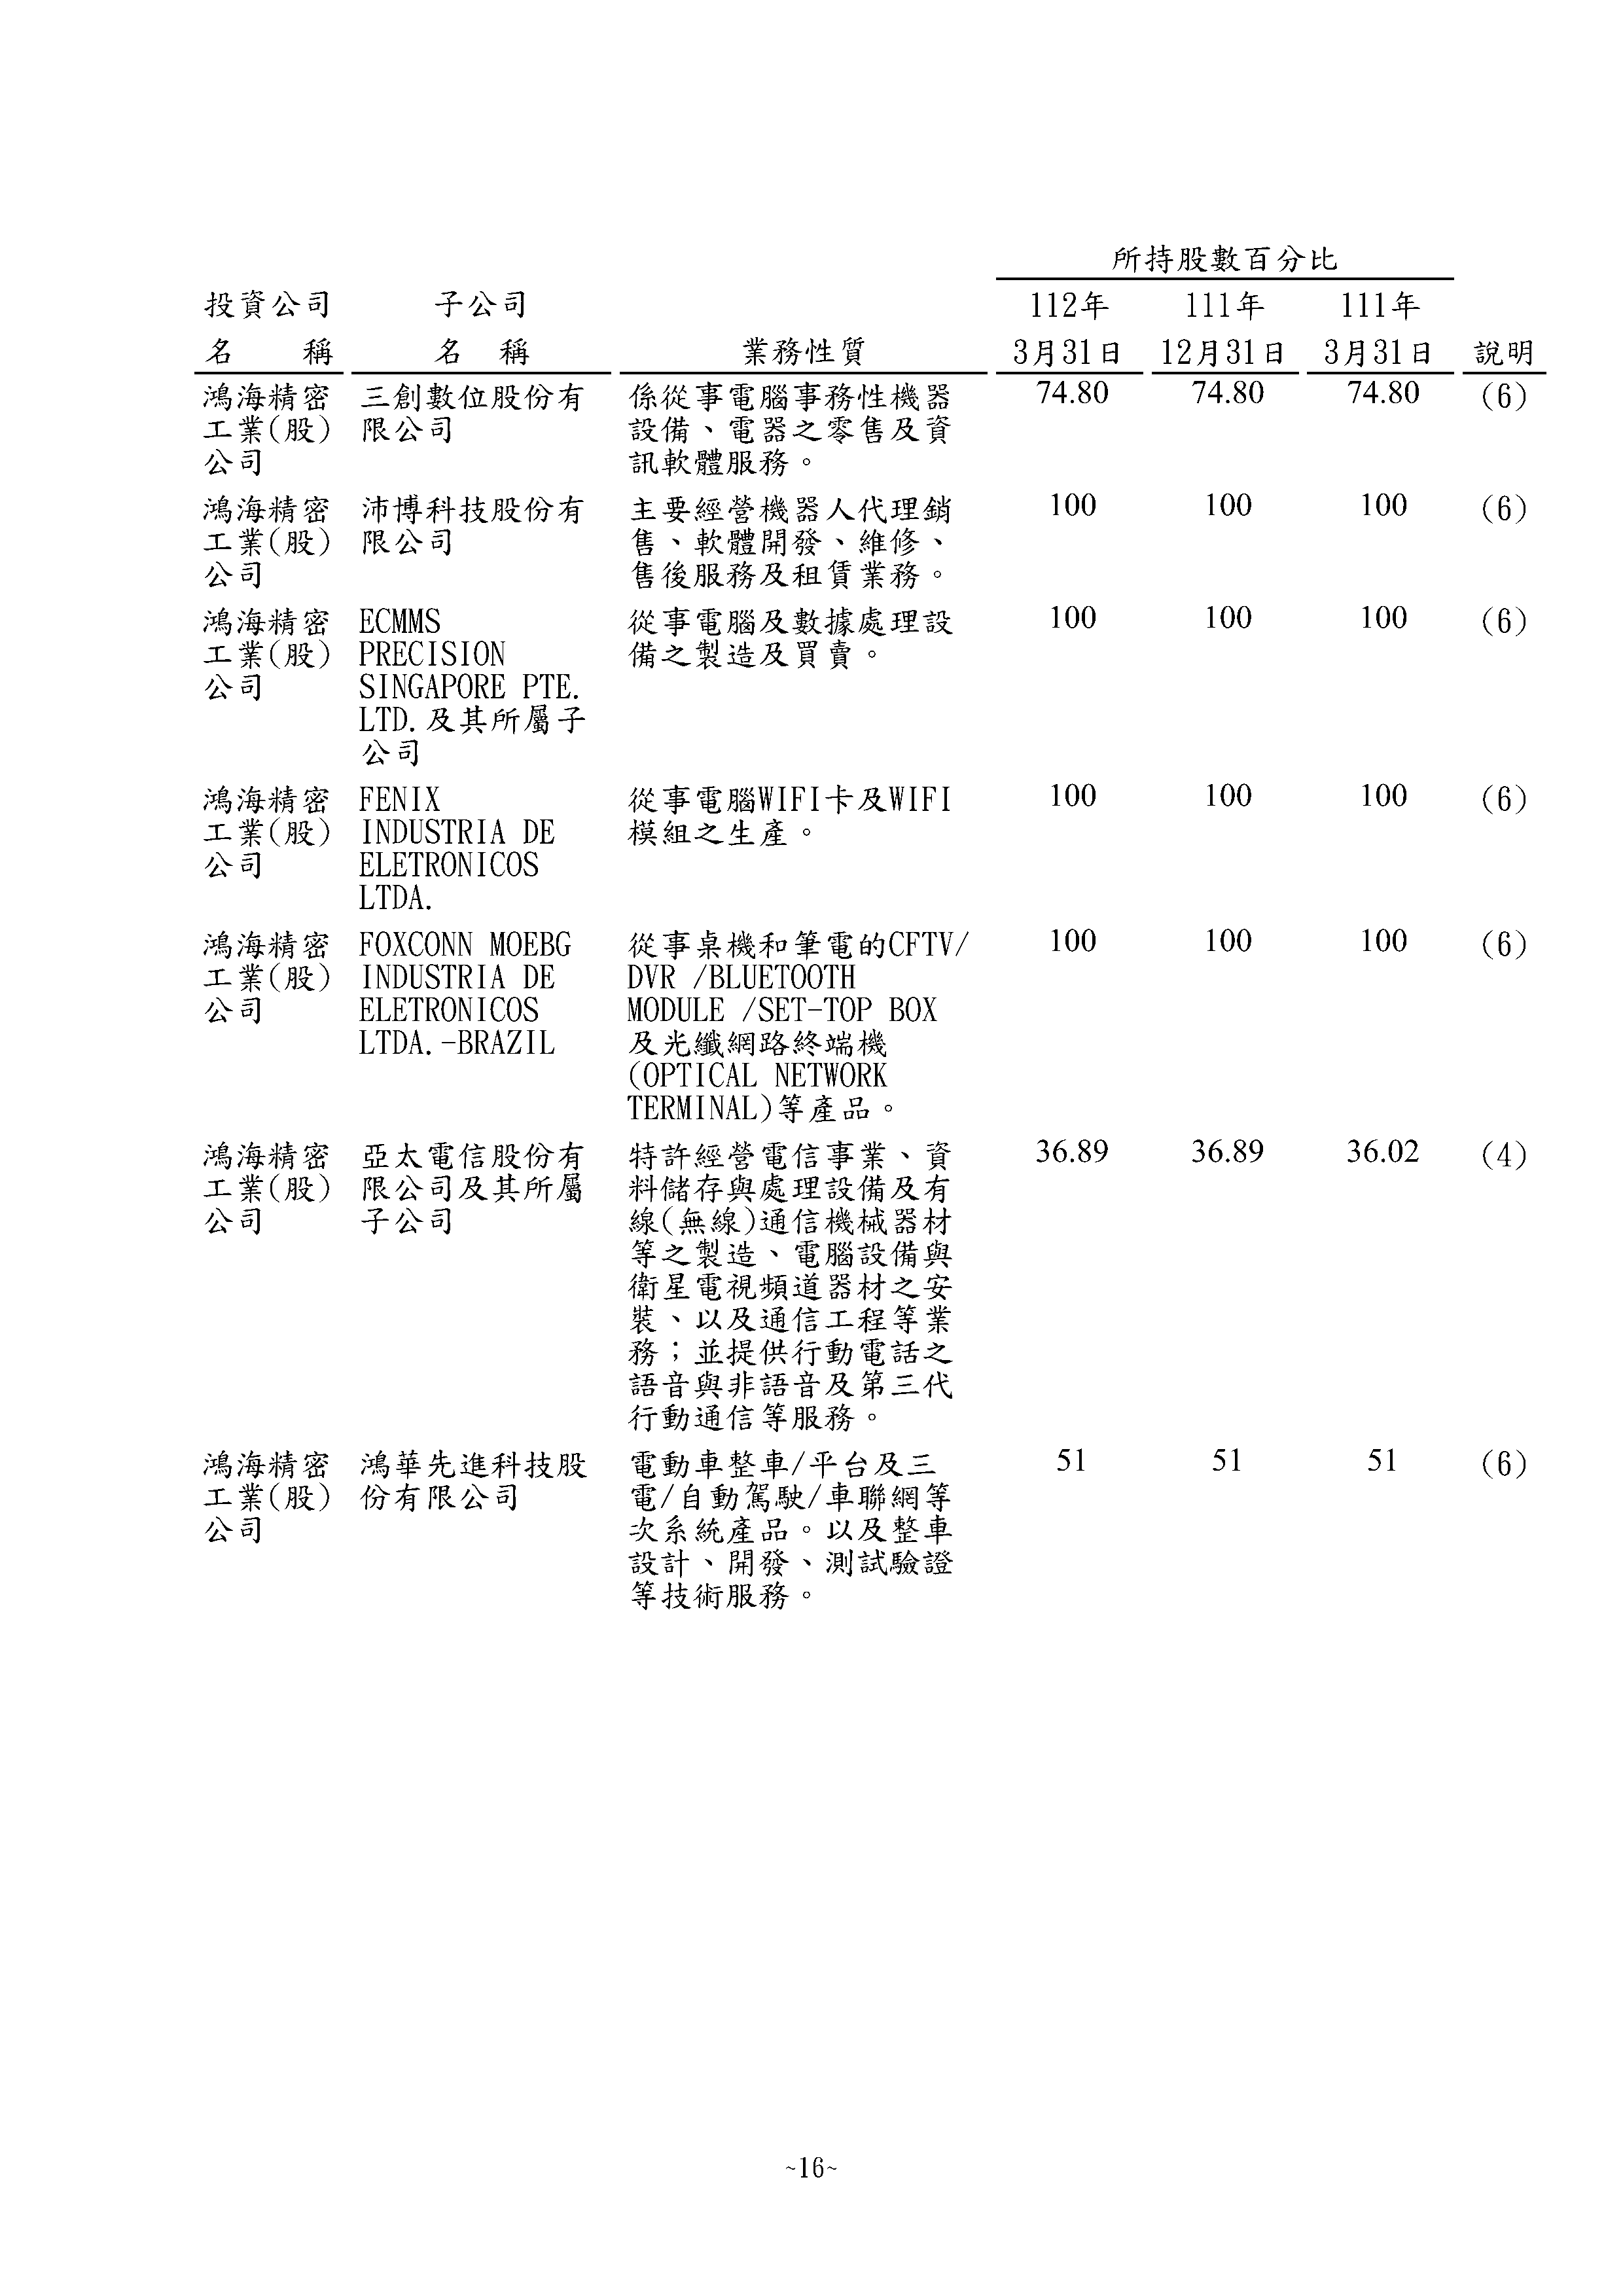 所持股數百分比
投資公司 子公司 112年 111年 111年
名 稱 名 稱 業務性質 3月31日 12月31日 3月31日 說明
鴻海精密 三創數位股份有 係從事電腦事務性機器 74.80 74.80 74.80 (6)
工業(股) 限公司 設備、電器之零售及資
公司 訊軟體服務。
鴻海精密 沛博科技股份有 主要經營機器人代理銷 100 100 100 (6)
工業(股) 限公司 售、軟體開發、維修、
公司 售後服務及租賃業務。
鴻海精密 ECMMS 從事電腦及數據處理設 100 100 100 (6)
工業(股) PRECISION 備之製造及買賣。
公司 SINGAPORE PTE.
LTD.及其所屬子
公司
鴻海精密 FENIX 從事電腦WIFI卡及WIFI 100 100 100 (6)
工業(股) INDUSTRIA DE 模組之生產。
公司 ELETRONICOS
LTDA.
鴻海精密 FOXCONN MOEBG 從事桌機和筆電的CFTV/ 100 100 100 (6)
工業(股) INDUSTRIA DE DVR /BLUETOOTH
公司 ELETRONICOS MODULE /SET-TOP BOX
LTDA.-BRAZIL 及光纖網路終端機
(OPTICAL NETWORK
TERMINAL)等產品。
鴻海精密 亞太電信股份有 特許經營電信事業、資 36.89 36.89 36.02 (4)
工業(股) 限公司及其所屬 料儲存與處理設備及有
公司 子公司 線(無線)通信機械器材
等之製造、電腦設備與
衛星電視頻道器材之安
裝、以及通信工程等業
務；並提供行動電話之
語音與非語音及第三代
行動通信等服務。
鴻海精密 鴻華先進科技股 電動車整車/平台及三 51 51 51 (6)
工業(股) 份有限公司 電/自動駕駛/車聯網等
公司 次系統產品。以及整車
設計、開發、測試驗證
等技術服務。
~16~